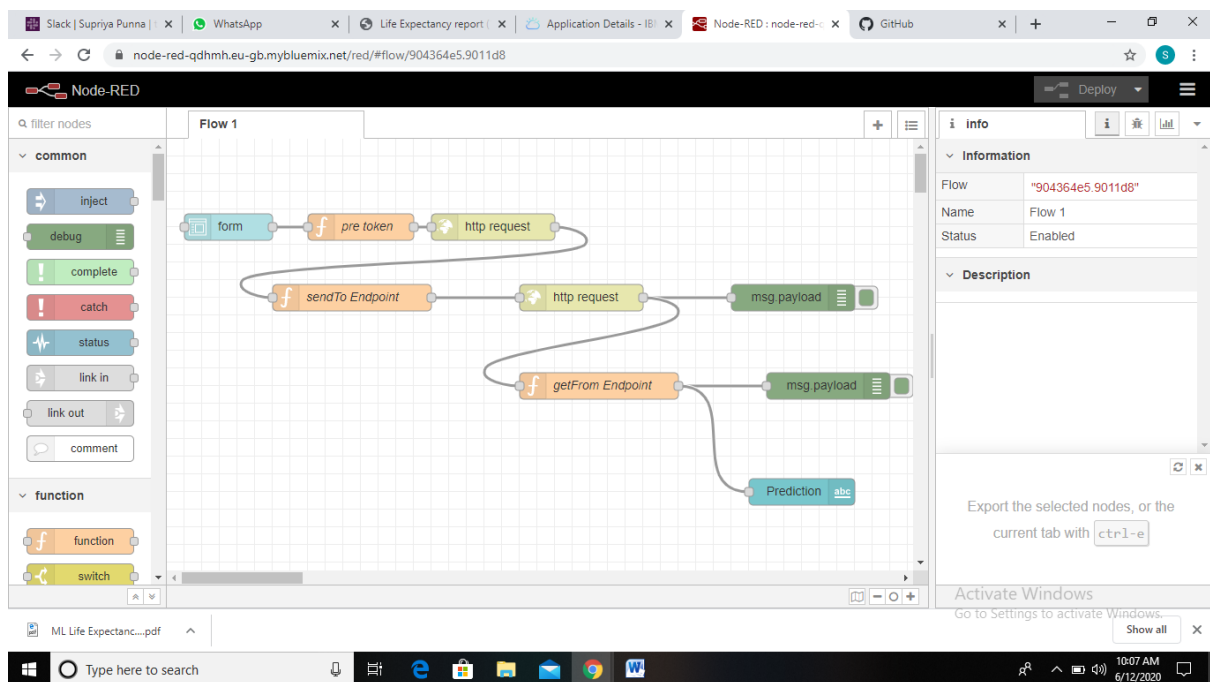 Slack | Supriya Punna | 
WhatsApp
Life Expectancy report (
Application Details - IB
Node-RED : node-red-
GitHub
node-red-qdhmh.eu-gb.mybluemix.net/red/#flow/904364e5.9011d8
S
Node-RED
Deploy
filter nodes
Flow 1
i info
common
inject
debug
complete
catch
status
link in
link out
comment
function
function
switch
form
pre token
http request
sendTo Endpoint
http request
msg.payload
getFrom Endpoint
msg.payload
Prediction
abc
Information
Flow
"904364e5.9011d8"
Name
Flow 1
Status
Enabled
Description
Export the selected nodes, or the
current tab with ctrl-e
Activate Windows
Go to Settings to activate Windows.
ML Life Expectanc....pdf
Show all
Type here to search
10:07 AM
6/12/2020